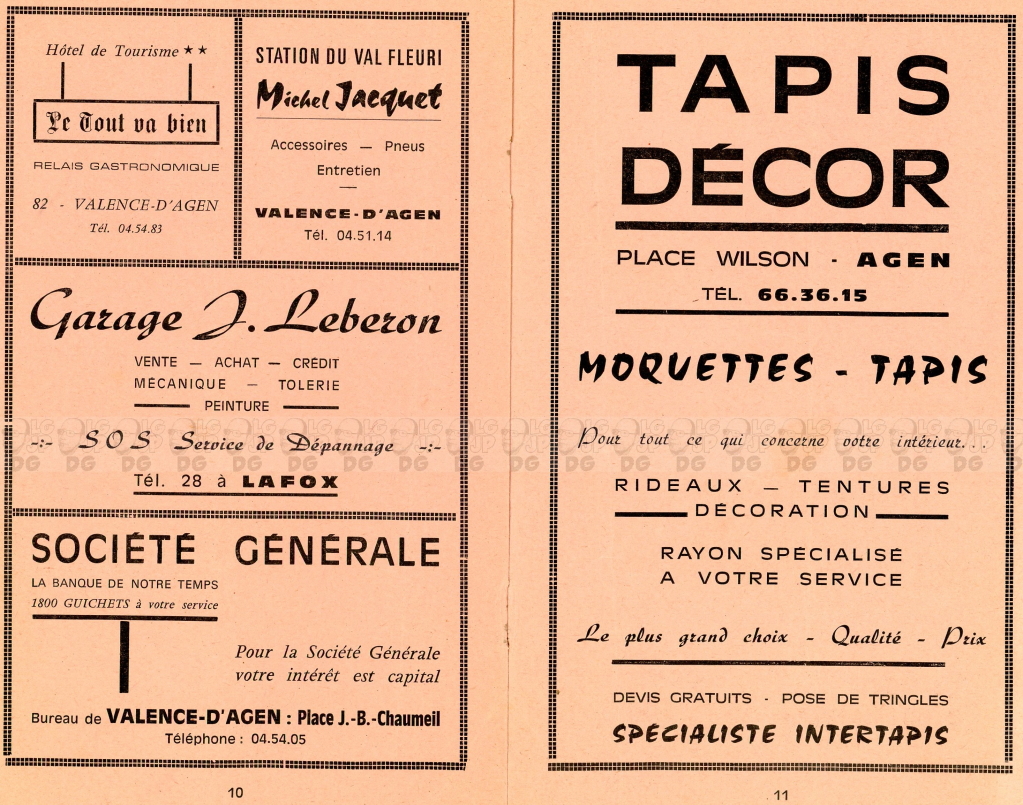 Hôtel de Tourisme ★★
Le Tout va bien
RELAIS GASTRONOMIQUE
82 - VALENCE-D'AGEN
Tél. 04.54.83
STATION DU VAL FLEURI
Michel Jacquet
Accessoires — Pneus
Entretien
VALENCE-D'AGEN
Tél. 04.51.14
Garage J. Leberon
VENTE — ACHAT — CRÉDIT
MÉCANIQUE — TOLERIE
PEINTURE
-:- SOS Service de Dépannage -:-
Tél. 28 à LAFOX
SOCIÉTÉ GÉNÉRALE
LA BANQUE DE NOTRE TEMPS
1800 GUICHETS à votre service
Pour la Société Générale
votre intérêt est capital
Bureau de VALENCE-D'AGEN : Place J.-B.-Chaumeil
Téléphone : 04.54.05
10
TAPIS
DÉCOR
PLACE WILSON - AGEN
TÉL. 66.36.15
MOQUETTES - TAPIS
Pour tout ce qui concerne votre intérieur...
RIDEAUX — TENTURES
DÉCORATION
RAYON SPÉCIALISÉ
A VOTRE SERVICE
Le plus grand choix - Qualité - Prix
DEVIS GRATUITS - POSE DE TRINGLES
SPÉCIALISTE INTERTAPIS
11